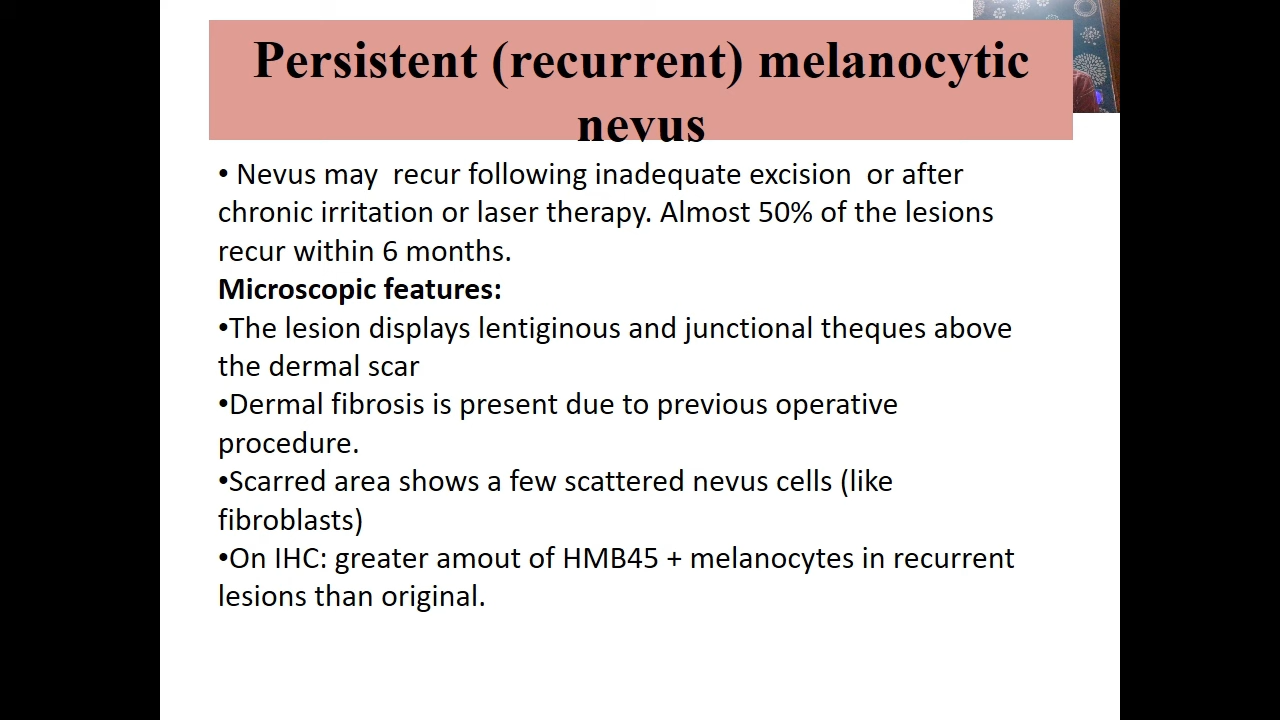 Persistent (recurrent) melanocytic
nevus
• Nevus may  recur following inadequate excision  or after
chronic irritation or laser therapy. Almost 50% of the lesions
recur within 6 months.
Microscopic features:
•The lesion displays lentiginous and junctional theques above
the dermal scar
•Dermal fibrosis is present due to previous operative
procedure.
•Scarred area shows a few scattered nevus cells (like
fibroblasts)
•On IHC: greater amout of HMB45 + melanocytes in recurrent
lesions than original.